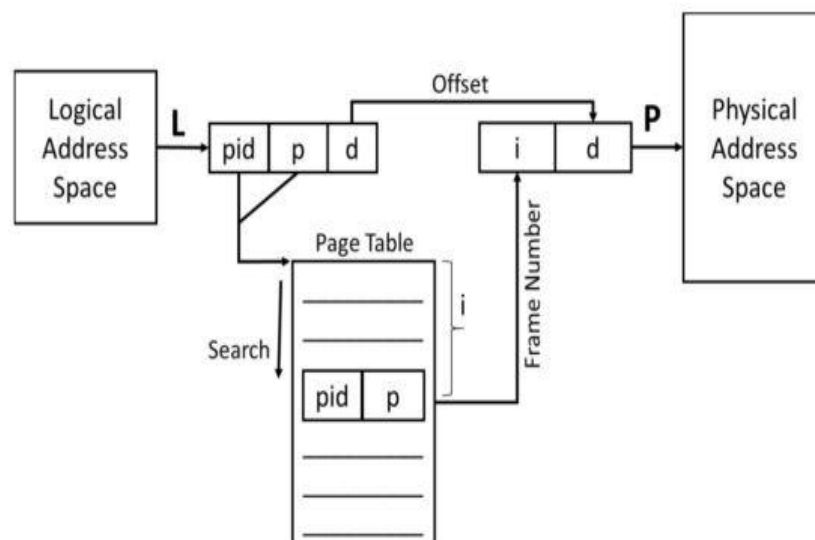 Logical
Address
Space
L
pid p d
Offset
i d
P
Physical
Address
Space
Page Table
Search
pid p
i
Frame Number